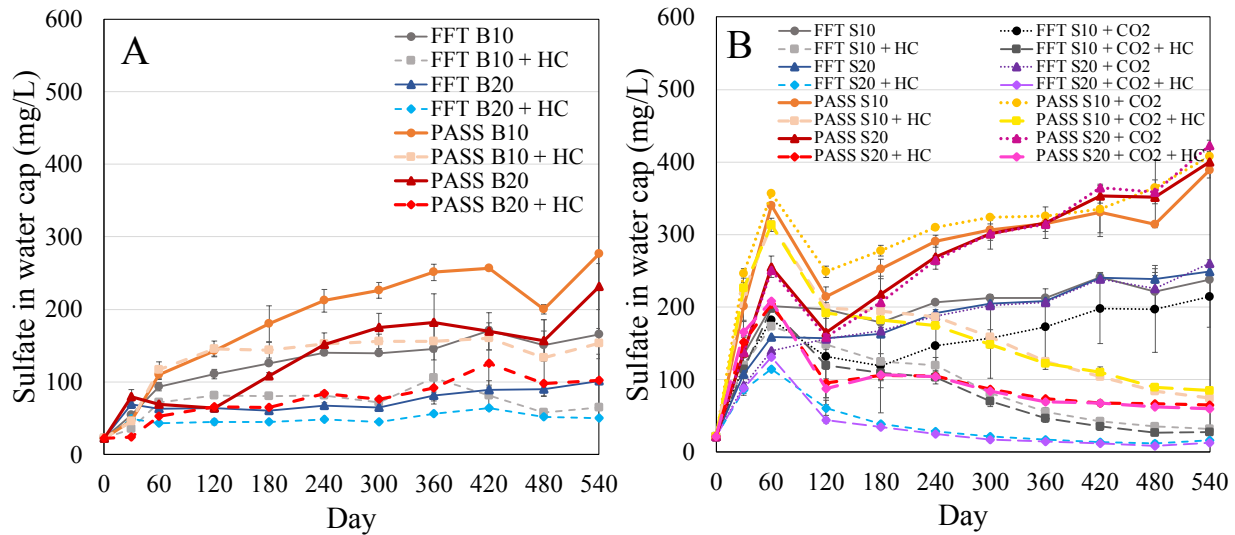 A
Sulfate in water cap (mg/L)
600
500
400
300
200
100
0
FFT B10
FFT B10 + HC
FFT B20
FFT B20 + HC
PASS B10
PASS B10 + HC
PASS B20
PASS B20 + HC
0 60 120 180 240 300 360 420 480 540
Day
B
Sulfate in water cap (mg/L)
600
500
400
300
200
100
0
FFT S10 FFT S10 + CO2
FFT S10 + HC FFT S10 + CO2 + HC
FFT S20 FFT S20 + CO2
FFT S20 + HC FFT S20 + CO2 + HC
PASS S10 PASS S10 + CO2
PASS S10 + HC PASS S10 + CO2 + HC
PASS S20 PASS S20 + CO2
PASS S20 + HC PASS S20 + CO2 + HC
0 60 120 180 240 300 360 420 480 540
Day